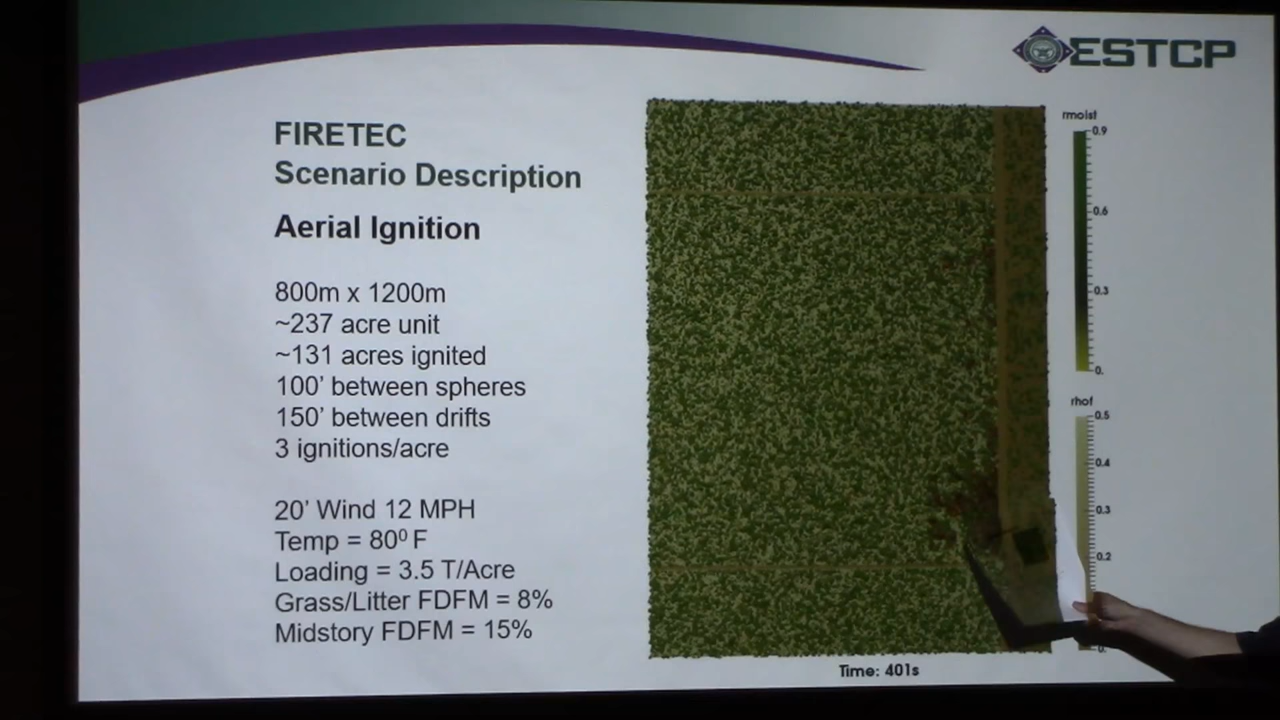 ESTCP
FIRETEC
Scenario Description
Aerial Ignition
800m x 1200m
~237 acre unit
~131 acres ignited
100’ between spheres
150’ between drifts
3 ignitions/acre
20’ Wind 12 MPH
Temp = 80⁰ F
Loading = 3.5 T/Acre
Grass/Litter FDFM = 8%
Midstory FDFM = 15%
rmoist
0.9
0.6
0.3
0.
rhof
0.5
0.4
0.3
0.2
0.
Time: 401s